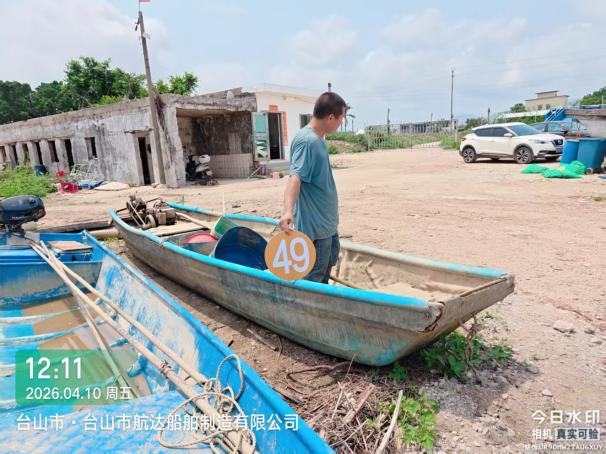 49
12:11
2026.04.10 周五
台山市·台山市航达船舶制造有限公司
今日水印
相机 真实可验